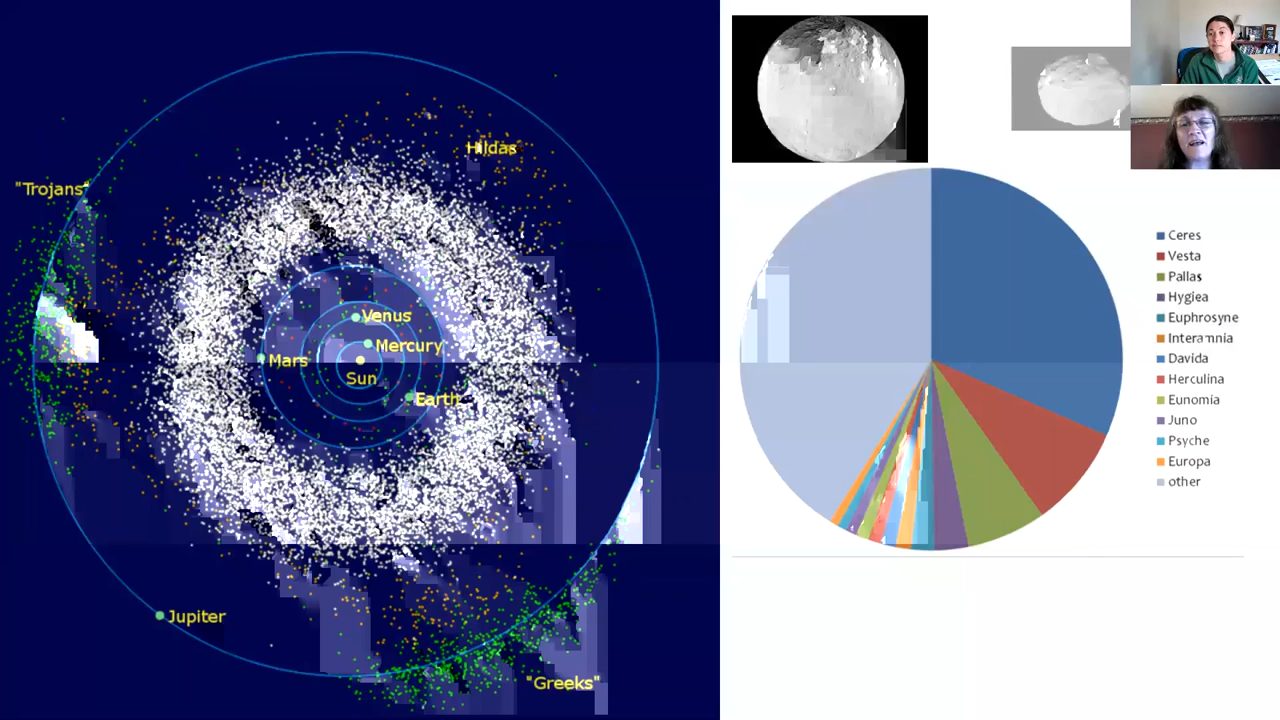 Hildas
"Trojans"
Venus
Mercury
Mars
Sun
Earth
Jupiter
"Greeks"
Ceres
Vesta
Pallas
Hygiea
Euphrosyne
Interamnia
Davida
Herculina
Eunomia
Juno
Psyche
Europa
other